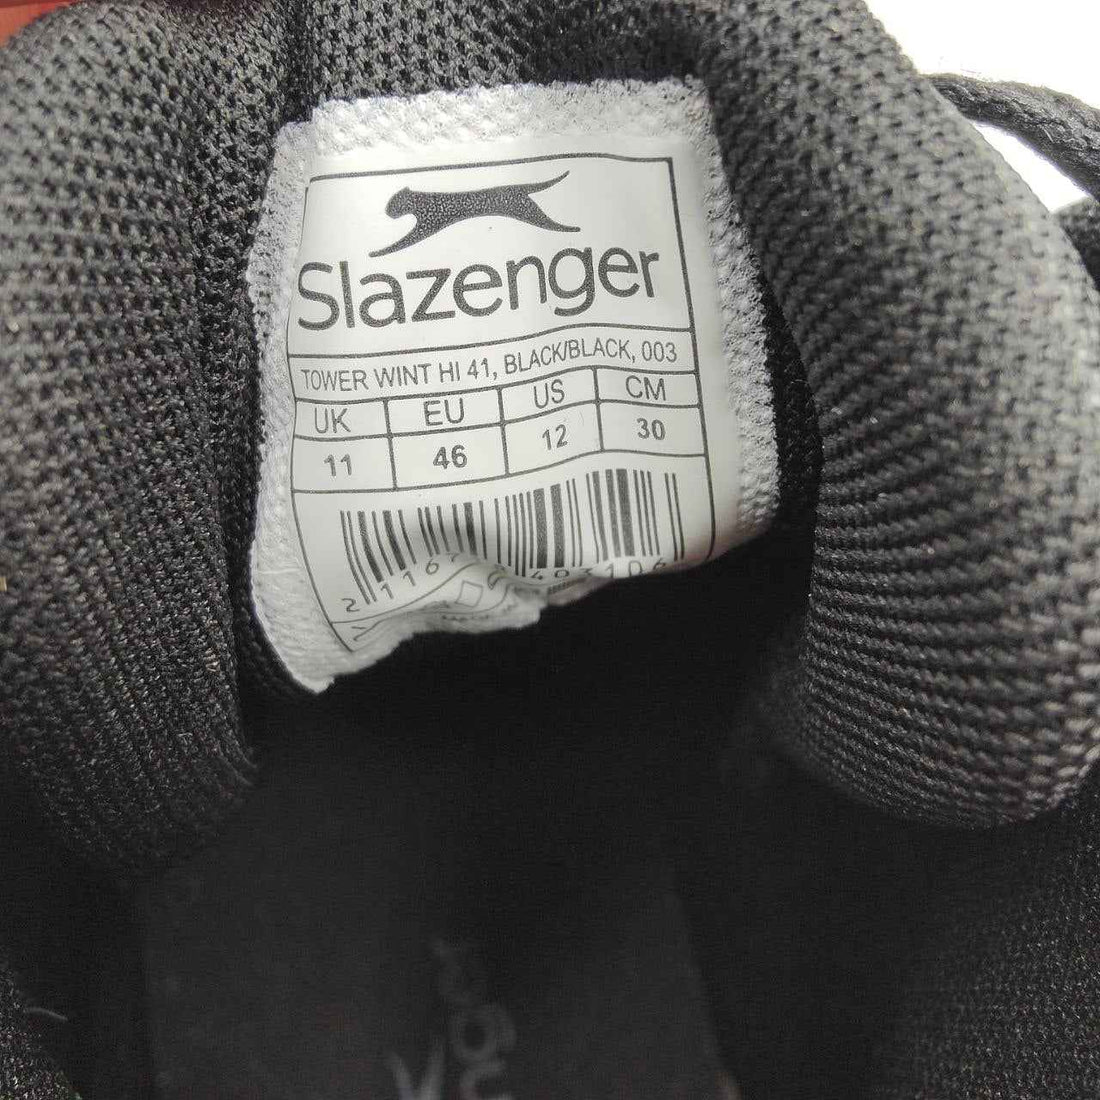 Slazenger
TOWER WINT HI 41, BLACK/BLACK, 003
UK EU US CM
11 46 12 30